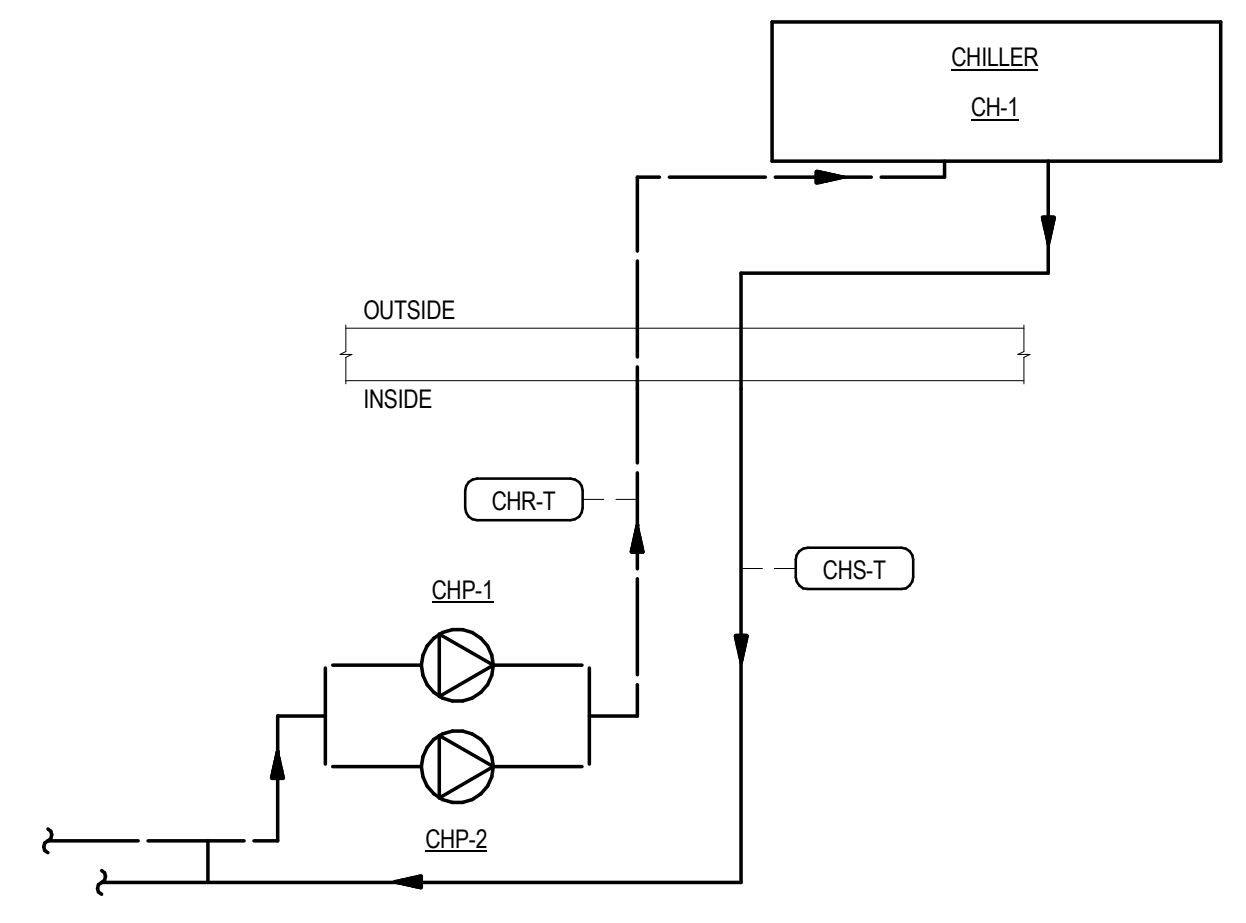 CHILLER
CH-1
OUTSIDE
INSIDE
CHR-T
CHS-T
CHP-1
CHP-2